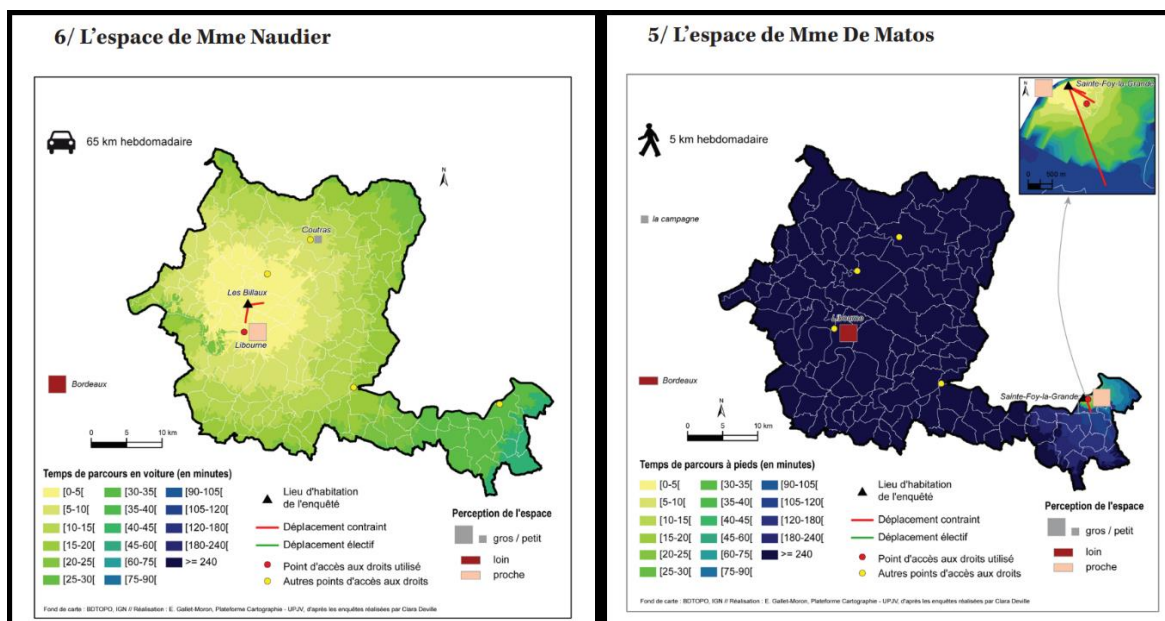 6/ L'espace de Mme Naudier
65 km hebdomadaire
N
Coutras
Les Billaux
Libourne
Bordeaux
0 5 10 km
Temps de parcours en voiture (en minutes)
[0-5[ [30-35[ [90-105[
[5-10[ [35-40[ [105-120[
[10-15[ [40-45[ [120-180[
[15-20[ [45-60[ [180-240[
[20-25[ [60-75[ >= 240
[25-30[ [75-90[
Lieu d'habitation
de l'enquêté
Déplacement contraint
Déplacement électif
Point d'accès aux droits utilisé
Autres points d'accès aux droits
Perception de l'espace
gros / petit
loin
proche
Fond de carte : BDTOPO, IGN // Réalisation : E. Gallet-Moron, Plateforme Cartographie - UPJV, d'après les enquêtes réalisées par Clara Deville
5/ L'espace de Mme De Matos
5 km hebdomadaire
Sainte-Foy-la-Grande
N
0 500 m
la campagne
Libourne
Bordeaux
Sainte-Foy-la-Grande
N
0 5 10 km
Temps de parcours à pieds (en minutes)
[0-5[ [30-35[ [90-105[
[5-10[ [35-40[ [105-120[
[10-15[ [40-45[ [120-180[
[15-20[ [45-60[ [180-240[
[20-25[ [60-75[ >= 240
[25-30[ [75-90[
Lieu d'habitation
de l'enquêté
Déplacement contraint
Déplacement électif
Point d'accès aux droits utilisé
Autres points d'accès aux droits
Perception de l'espace
gros / petit
loin
proche
Fond de carte : BDTOPO, IGN // Réalisation : E. Gallet-Moron, Plateforme Cartographie - UPJV, d'après les enquêtes réalisées par Clara Deville